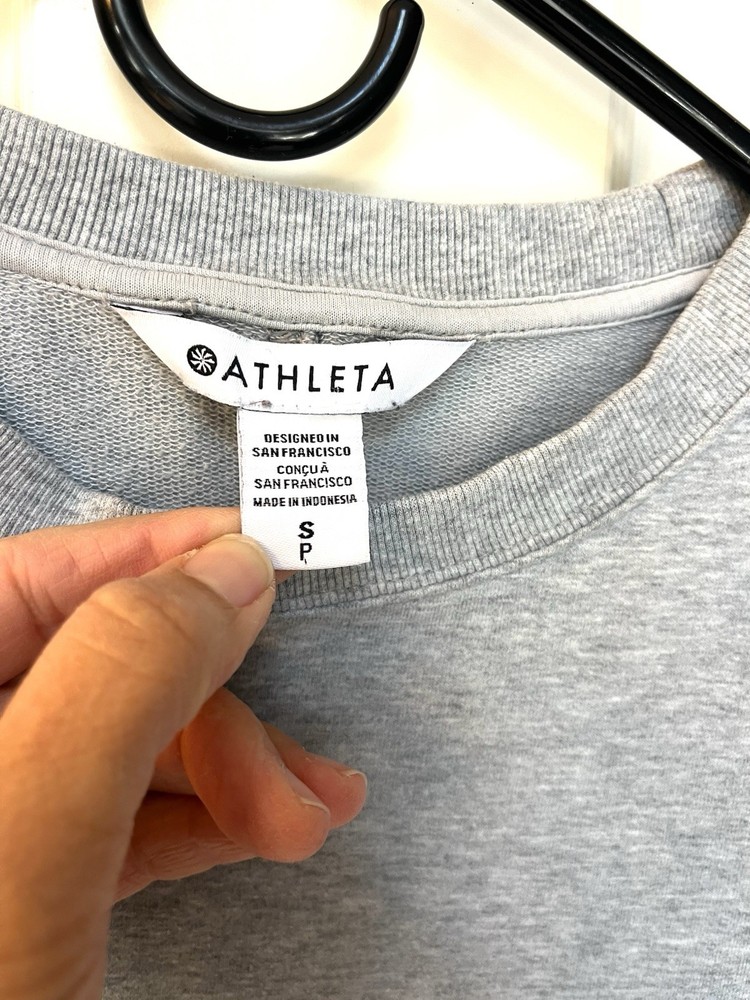 ATHLETA
DESIGNED IN
SAN FRANCISCO
CONÇU À
SAN FRANCISCO
MADE IN INDONESIA
S
P